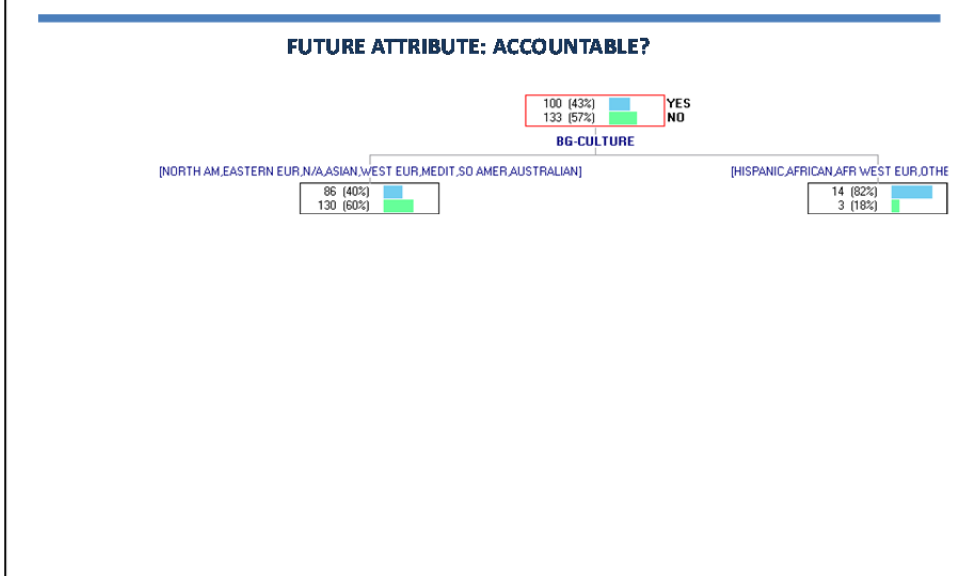 FUTURE ATTRIBUTE: ACCOUNTABLE?
100 (43%) YES
133 (57%) NO
BG-CULTURE
[NORTH AM,EASTERN EUR,N/A,ASIAN,WEST EUR,MEDIT,SO AMER,AUSTRALIAN]
[HISPANIC,AFRICAN,AFR WEST EUR,OTHE
86 (40%)
130 (60%)
14 (82%)
3 (18%)